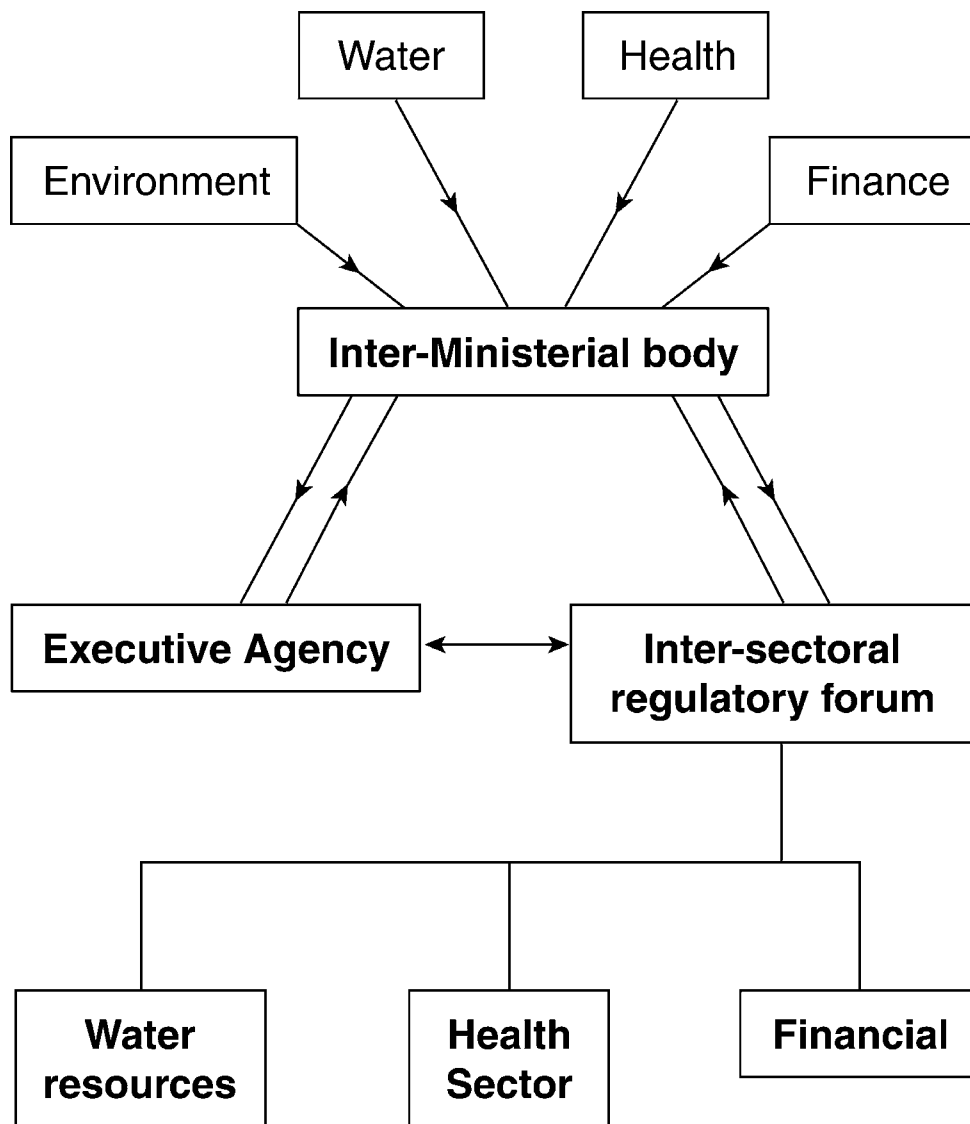 Water
Health
Environment
Finance
Inter-Ministerial body
Executive Agency
Inter-sectoral
regulatory forum
Water
resources
Health
Sector
Financial